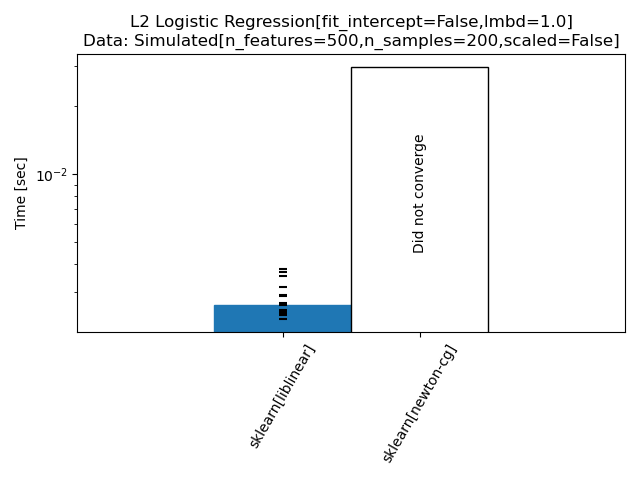 L2 Logistic Regression[fit_intercept=False,lmbd=1.0]
Data: Simulated[n_features=500,n_samples=200,scaled=False]
Time [sec]
10⁻²
Did not converge
sklearn[liblinear]
sklearn[newton-cg]